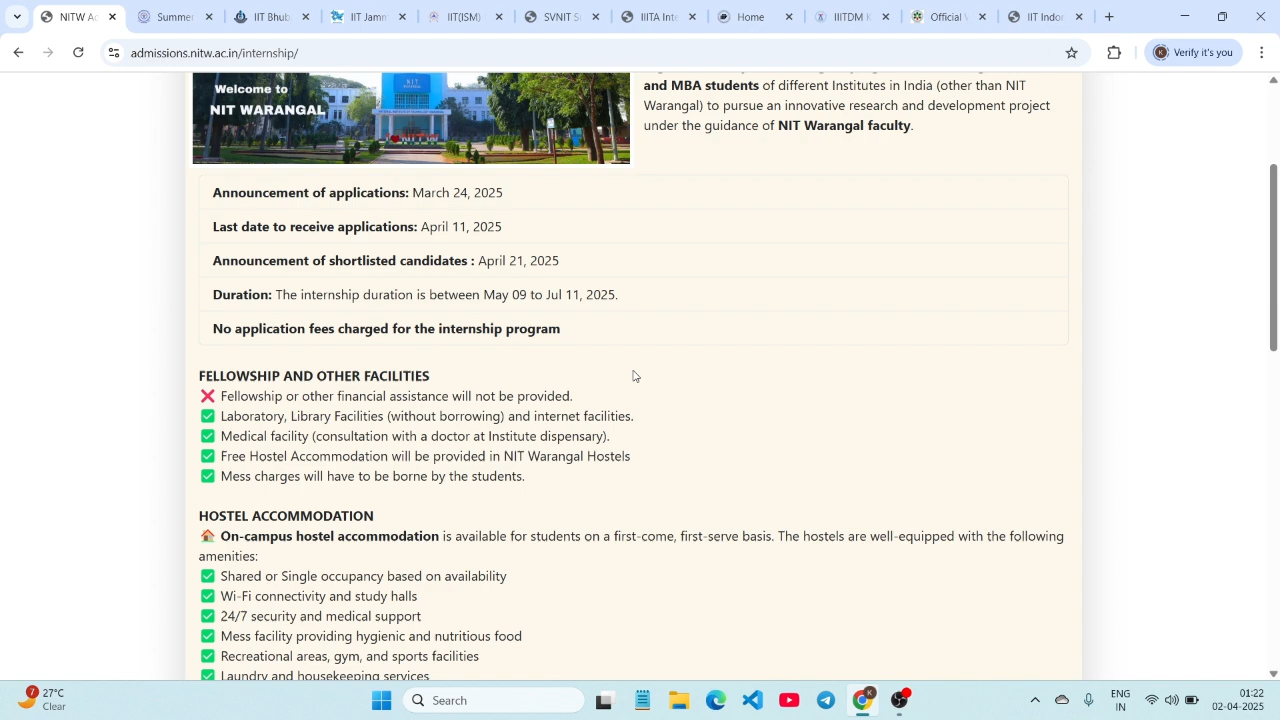 NITW Ac
Summer
NIT Bhub
IIT Jamm
IIT(ISM)
SVNIT S
IIITA Inte
Home
IIITDM K
Official V
IIT Indor
admissions.nitw.ac.in/internship/
K Verify it's you
Welcome to
NIT WARANGAL
NIT
and MBA students of different Institutes in India (other than NIT
Warangal) to pursue an innovative research and development project
under the guidance of NIT Warangal faculty.
Announcement of applications: March 24, 2025
Last date to receive applications: April 11, 2025
Announcement of shortlisted candidates : April 21, 2025
Duration: The internship duration is between May 09 to Jul 11, 2025.
No application fees charged for the internship program
FELLOWSHIP AND OTHER FACILITIES
❌ Fellowship or other financial assistance will not be provided.
✅ Laboratory, Library Facilities (without borrowing) and internet facilities.
✅ Medical facility (consultation with a doctor at Institute dispensary).
✅ Free Hostel Accommodation will be provided in NIT Warangal Hostels
✅ Mess charges will have to be borne by the students.
HOSTEL ACCOMMODATION
🏠 On-campus hostel accommodation is available for students on a first-come, first-serve basis. The hostels are well-equipped with the following
amenities:
✅ Shared or Single occupancy based on availability
✅ Wi-Fi connectivity and study halls
✅ 24/7 security and medical support
✅ Mess facility providing hygienic and nutritious food
✅ Recreational areas, gym, and sports facilities
✅ Laundry and housekeeping services
7
27°C
Clear
Search
K
ENG
IN
01:22
02-04-2025